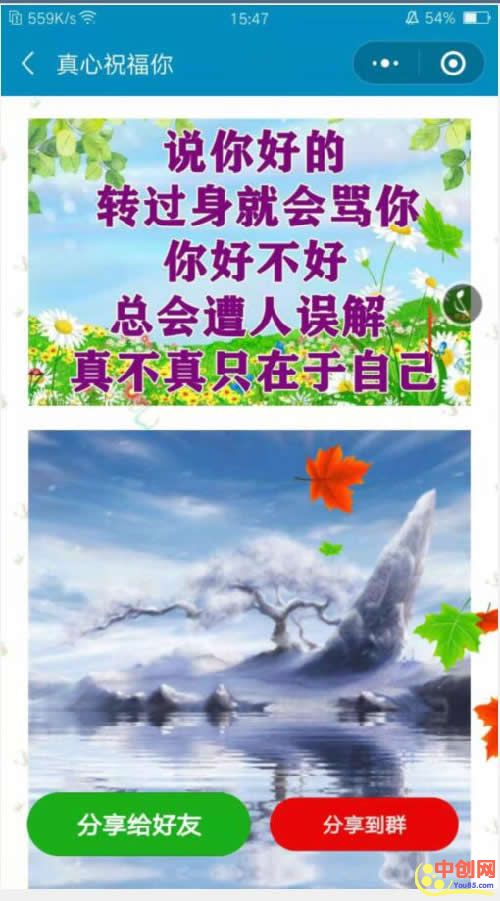 559K/s
15:47
54%
真心祝福你
说你好的
转过身就会骂你
你好不好
总会遭人误解
真不真只在于自己
分享给好友
分享到群
中创网
You85.com